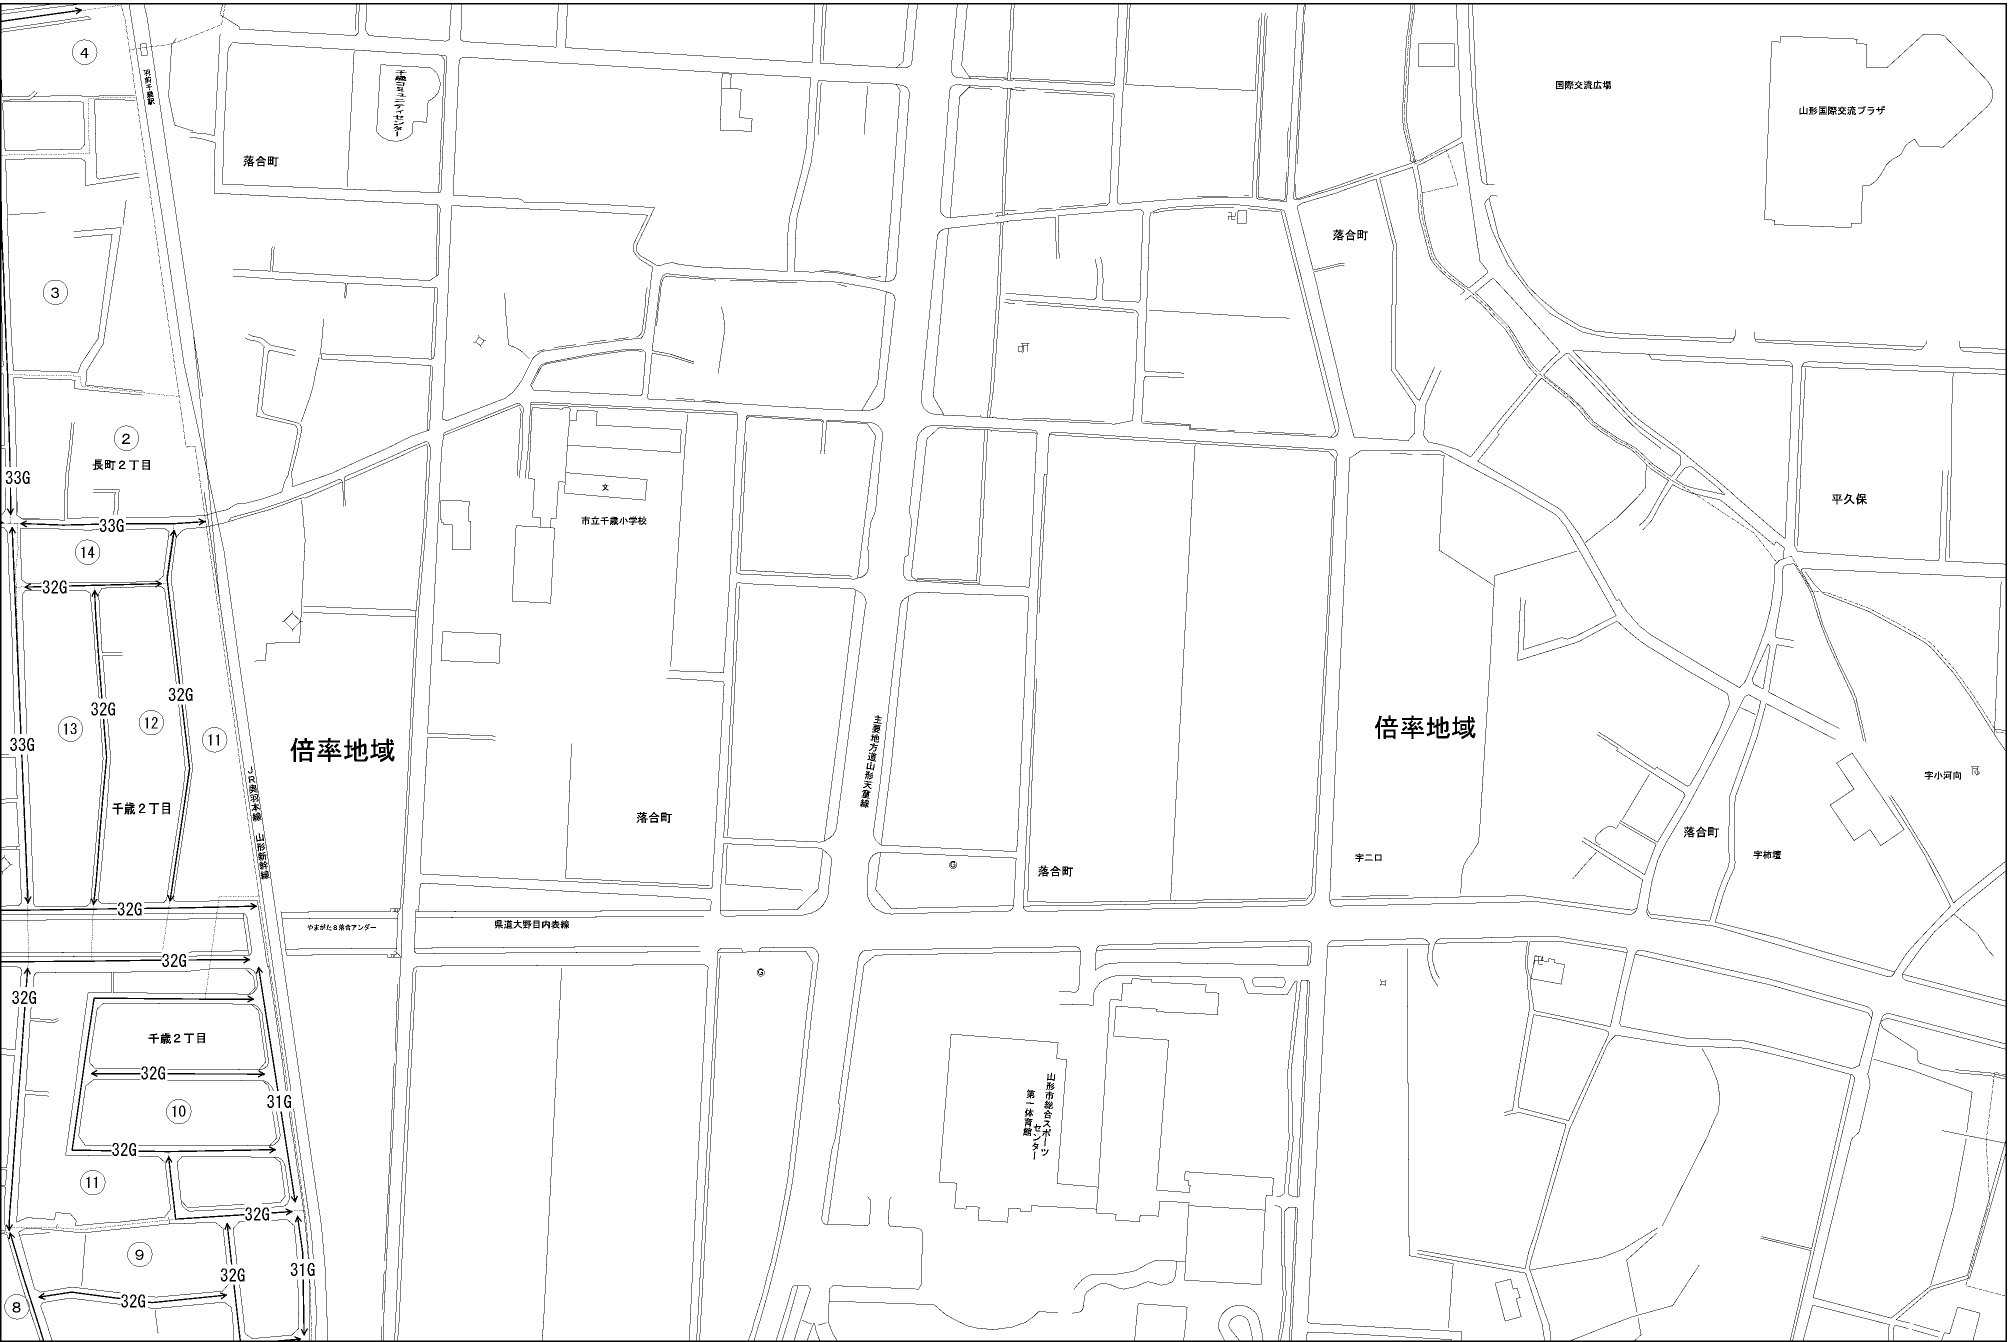 ④
羽前千歳駅
千歳コミュニティセンター
落合町
国際交流広場
山形国際交流プラザ
卍
落合町
③
②
長町２丁目
33G
33G
文
市立千歳小学校
平久保
⑭
32G
32G
32G
⑬
⑫
⑪
33G
倍率地域
主要地方道山形天童線
倍率地域
千歳２丁目
JR奥羽本線 山形新幹線
落合町
落合町
字二口
落合町
字柿壇
字小河向
G
32G
やまがた８落合アンダー
県道大野目内表線
32G
32G
G
千歳２丁目
32G
31G
⑩
山形市総合スポーツセンター
第一体育館
32G
⑪
32G
⑨
32G
31G
32G
⑧